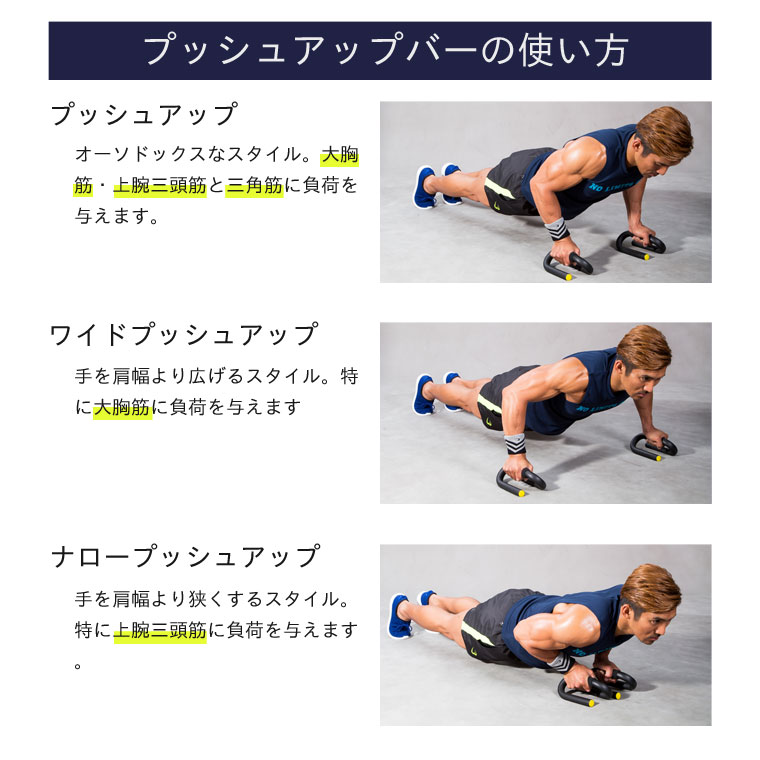 プッシュアップバーの使い方
プッシュアップ
オーソドックスなスタイル。大胸
筋・上腕三頭筋と三角筋に負荷を
与えます。
ワイドプッシュアップ
手を肩幅より広げるスタイル。特
に大胸筋に負荷を与えます
ナロープッシュアップ
手を肩幅より狭くするスタイル。
特に上腕三頭筋に負荷を与えます
。